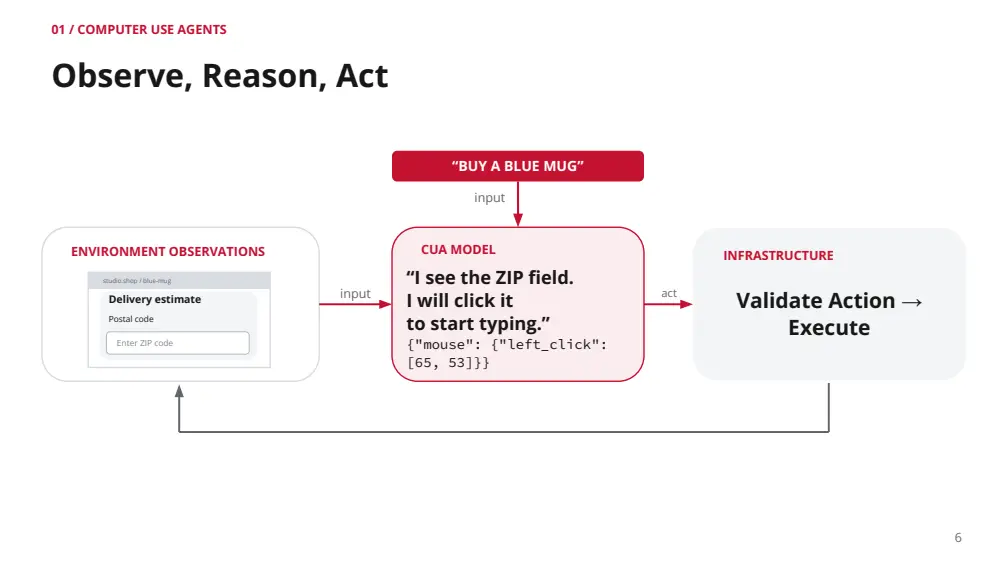 01 / COMPUTER USE AGENTS
Observe, Reason, Act
“BUY A BLUE MUG”
input
ENVIRONMENT OBSERVATIONS
studio.shop / blue-mug
Delivery estimate
Postal code
Enter ZIP code
input
CUA MODEL
“I see the ZIP field.
I will click it
to start typing.”
{"mouse": {"left_click":
[65, 53]}}
act
INFRASTRUCTURE
Validate Action →
Execute
6